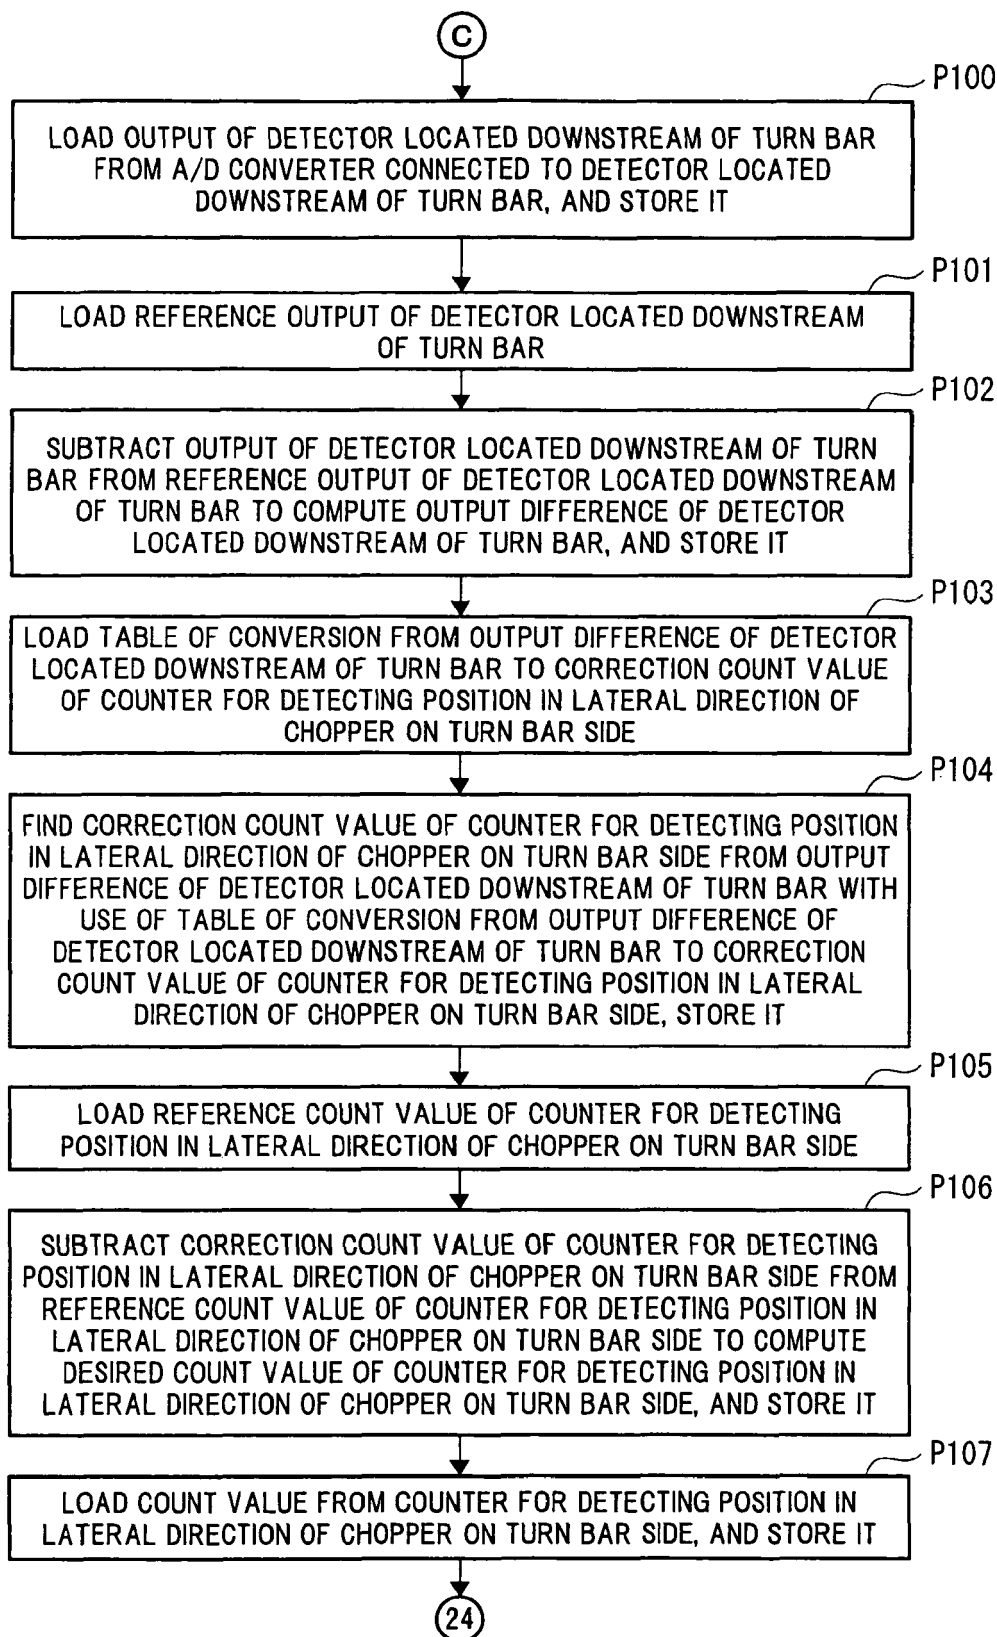 C
P100
LOAD OUTPUT OF DETECTOR LOCATED DOWNSTREAM OF TURN BAR
FROM A/D CONVERTER CONNECTED TO DETECTOR LOCATED
DOWNSTREAM OF TURN BAR, AND STORE IT
P101
LOAD REFERENCE OUTPUT OF DETECTOR LOCATED DOWNSTREAM
OF TURN BAR
P102
SUBTRACT OUTPUT OF DETECTOR LOCATED DOWNSTREAM OF TURN
BAR FROM REFERENCE OUTPUT OF DETECTOR LOCATED DOWNSTREAM
OF TURN BAR TO COMPUTE OUTPUT DIFFERENCE OF DETECTOR
LOCATED DOWNSTREAM OF TURN BAR, AND STORE IT
P103
LOAD TABLE OF CONVERSION FROM OUTPUT DIFFERENCE OF DETECTOR
LOCATED DOWNSTREAM OF TURN BAR TO CORRECTION COUNT VALUE
OF COUNTER FOR DETECTING POSITION IN LATERAL DIRECTION OF
CHOPPER ON TURN BAR SIDE
P104
FIND CORRECTION COUNT VALUE OF COUNTER FOR DETECTING POSITION
IN LATERAL DIRECTION OF CHOPPER ON TURN BAR SIDE FROM OUTPUT
DIFFERENCE OF DETECTOR LOCATED DOWNSTREAM OF TURN BAR WITH
USE OF TABLE OF CONVERSION FROM OUTPUT DIFFERENCE OF
DETECTOR LOCATED DOWNSTREAM OF TURN BAR TO CORRECTION
COUNT VALUE OF COUNTER FOR DETECTING POSITION IN LATERAL
DIRECTION OF CHOPPER ON TURN BAR SIDE, STORE IT
P105
LOAD REFERENCE COUNT VALUE OF COUNTER FOR DETECTING
POSITION IN LATERAL DIRECTION OF CHOPPER ON TURN BAR SIDE
P106
SUBTRACT CORRECTION COUNT VALUE OF COUNTER FOR DETECTING
POSITION IN LATERAL DIRECTION OF CHOPPER ON TURN BAR SIDE FROM
REFERENCE COUNT VALUE OF COUNTER FOR DETECTING POSITION IN
LATERAL DIRECTION OF CHOPPER ON TURN BAR SIDE TO COMPUTE
DESIRED COUNT VALUE OF COUNTER FOR DETECTING POSITION IN
LATERAL DIRECTION OF CHOPPER ON TURN BAR SIDE, AND STORE IT
P107
LOAD COUNT VALUE FROM COUNTER FOR DETECTING POSITION IN
LATERAL DIRECTION OF CHOPPER ON TURN BAR SIDE, AND STORE IT
24